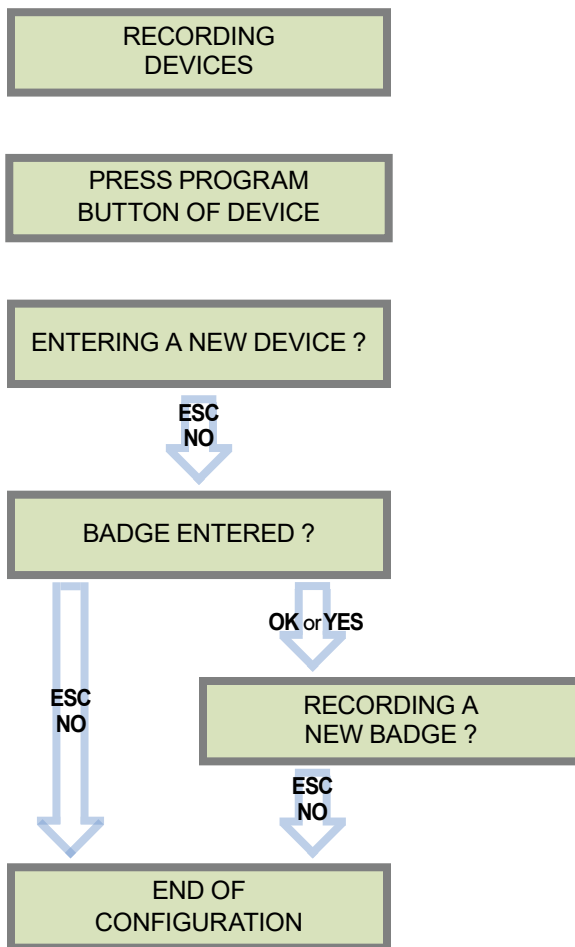 RECORDING
DEVICES
PRESS PROGRAM
BUTTON OF DEVICE
ENTERING A NEW DEVICE ?
ESC
NO
BADGE ENTERED ?
OK or YES
ESC
NO
RECORDING A
NEW BADGE ?
ESC
NO
END OF
CONFIGURATION